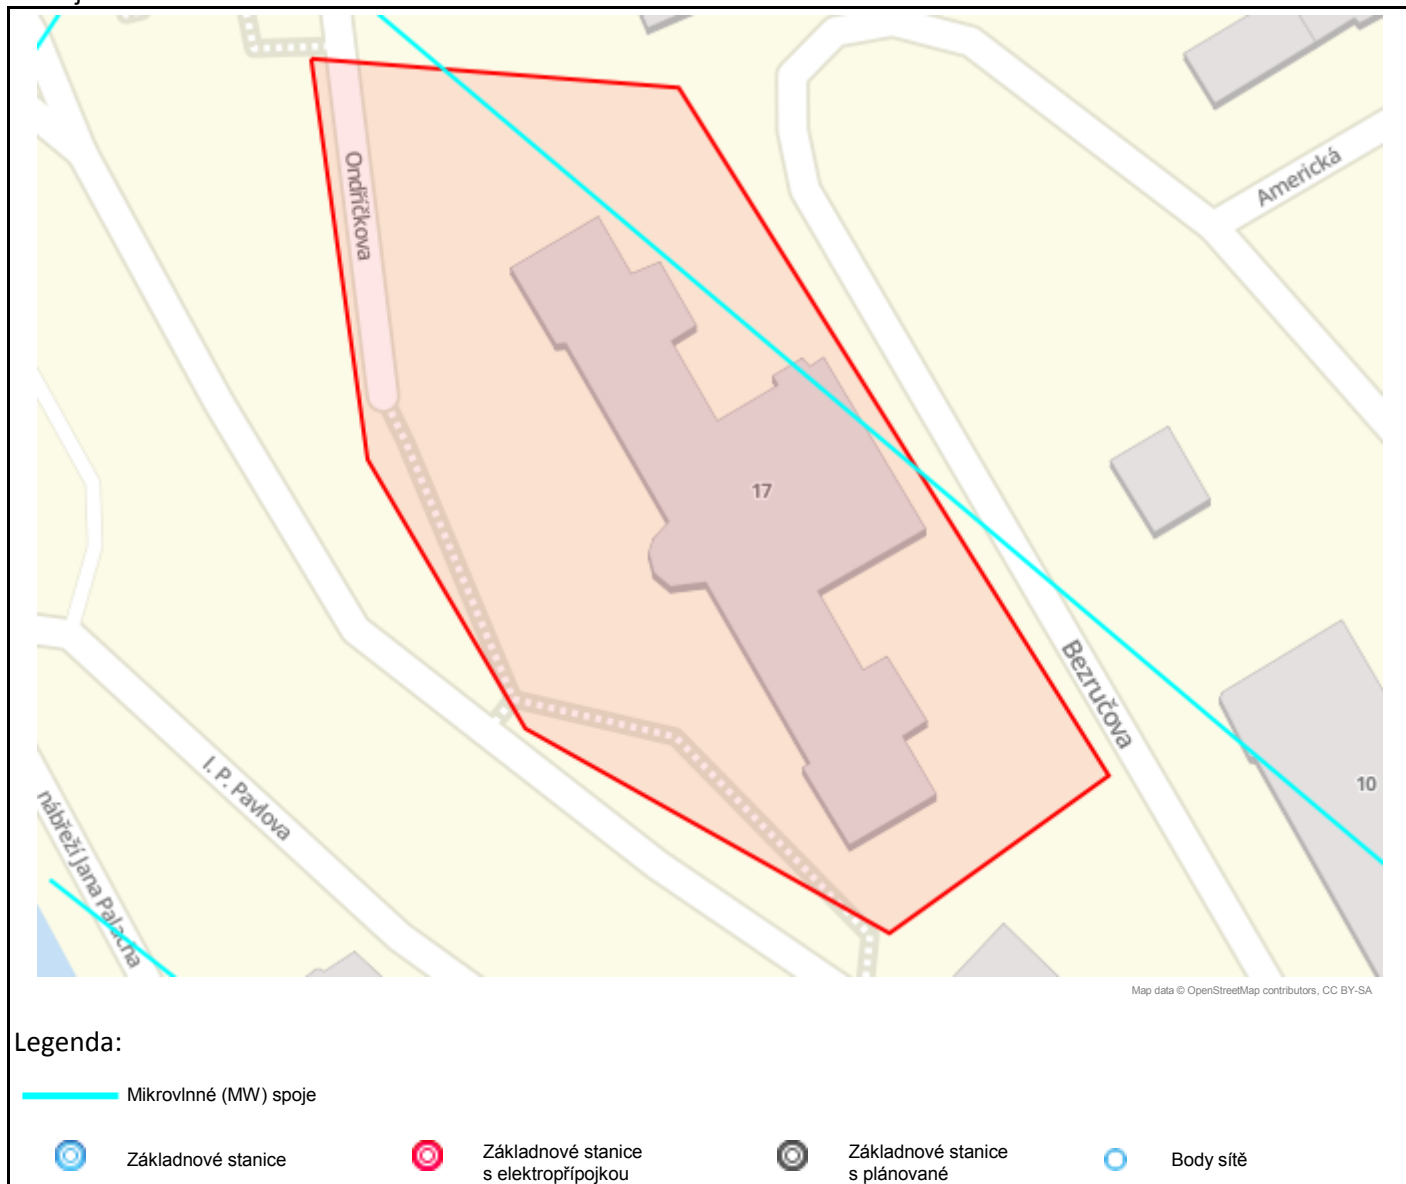 Ondříčkova
Americká
17
Bezručova
10
I. P. Pavlova
nábřeží Jana Palacha
Map data © OpenStreetMap contributors, CC BY-SA
Legenda:
Mikrovlnné (MW) spoje
Základnové stanice
Základnové stanice
s elektropřípojkou
Základnové stanice
s plánované
Body sítě